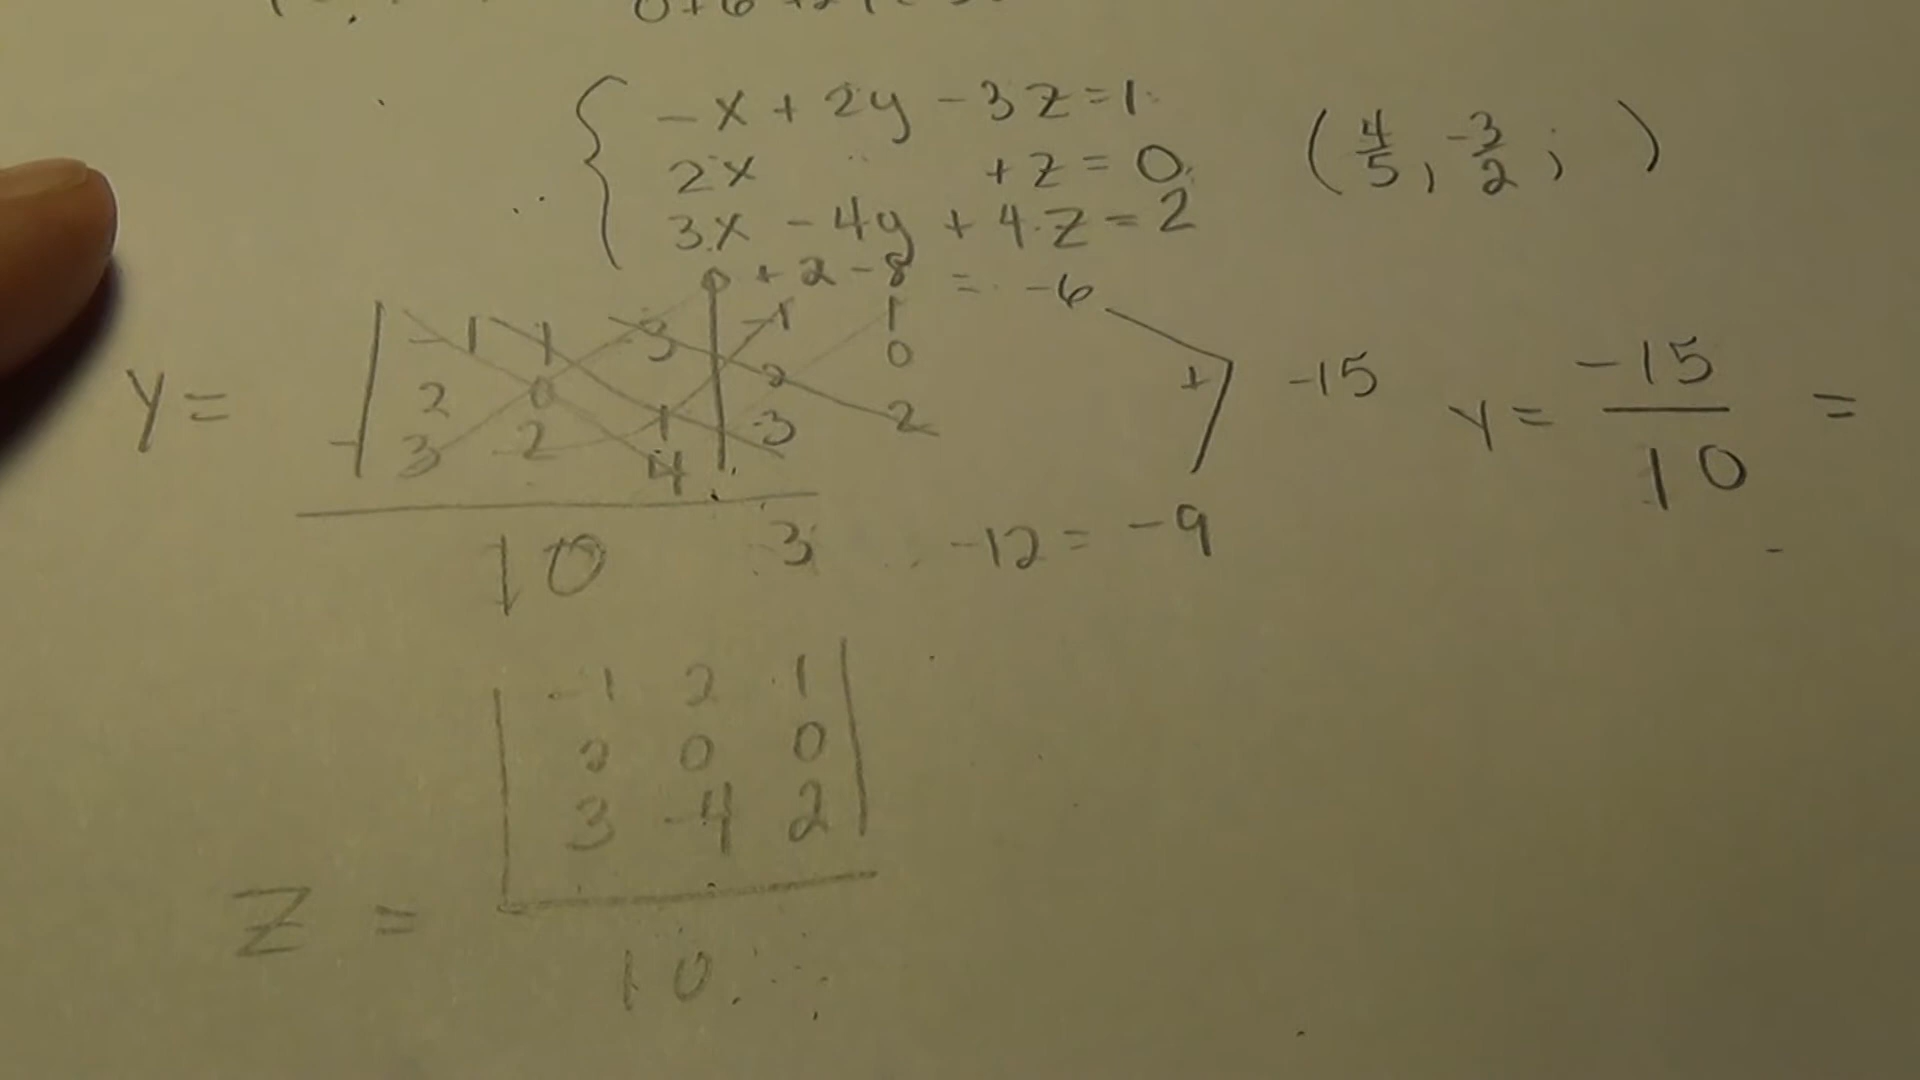 -x + 2y - 3z = 1
2x + z = 0 (4/5, -3/2,
3x - 4y + 4z = 2
0 + 2 - 8 = -6
-1 1 -3 -1 1
Y = 2 0 1 2 0 + -15 Y = -15/10 =
3 2 4 3 2
10 3 -12 = -9
-1 2 1
2 0 0
3 -4 2
Z =
10